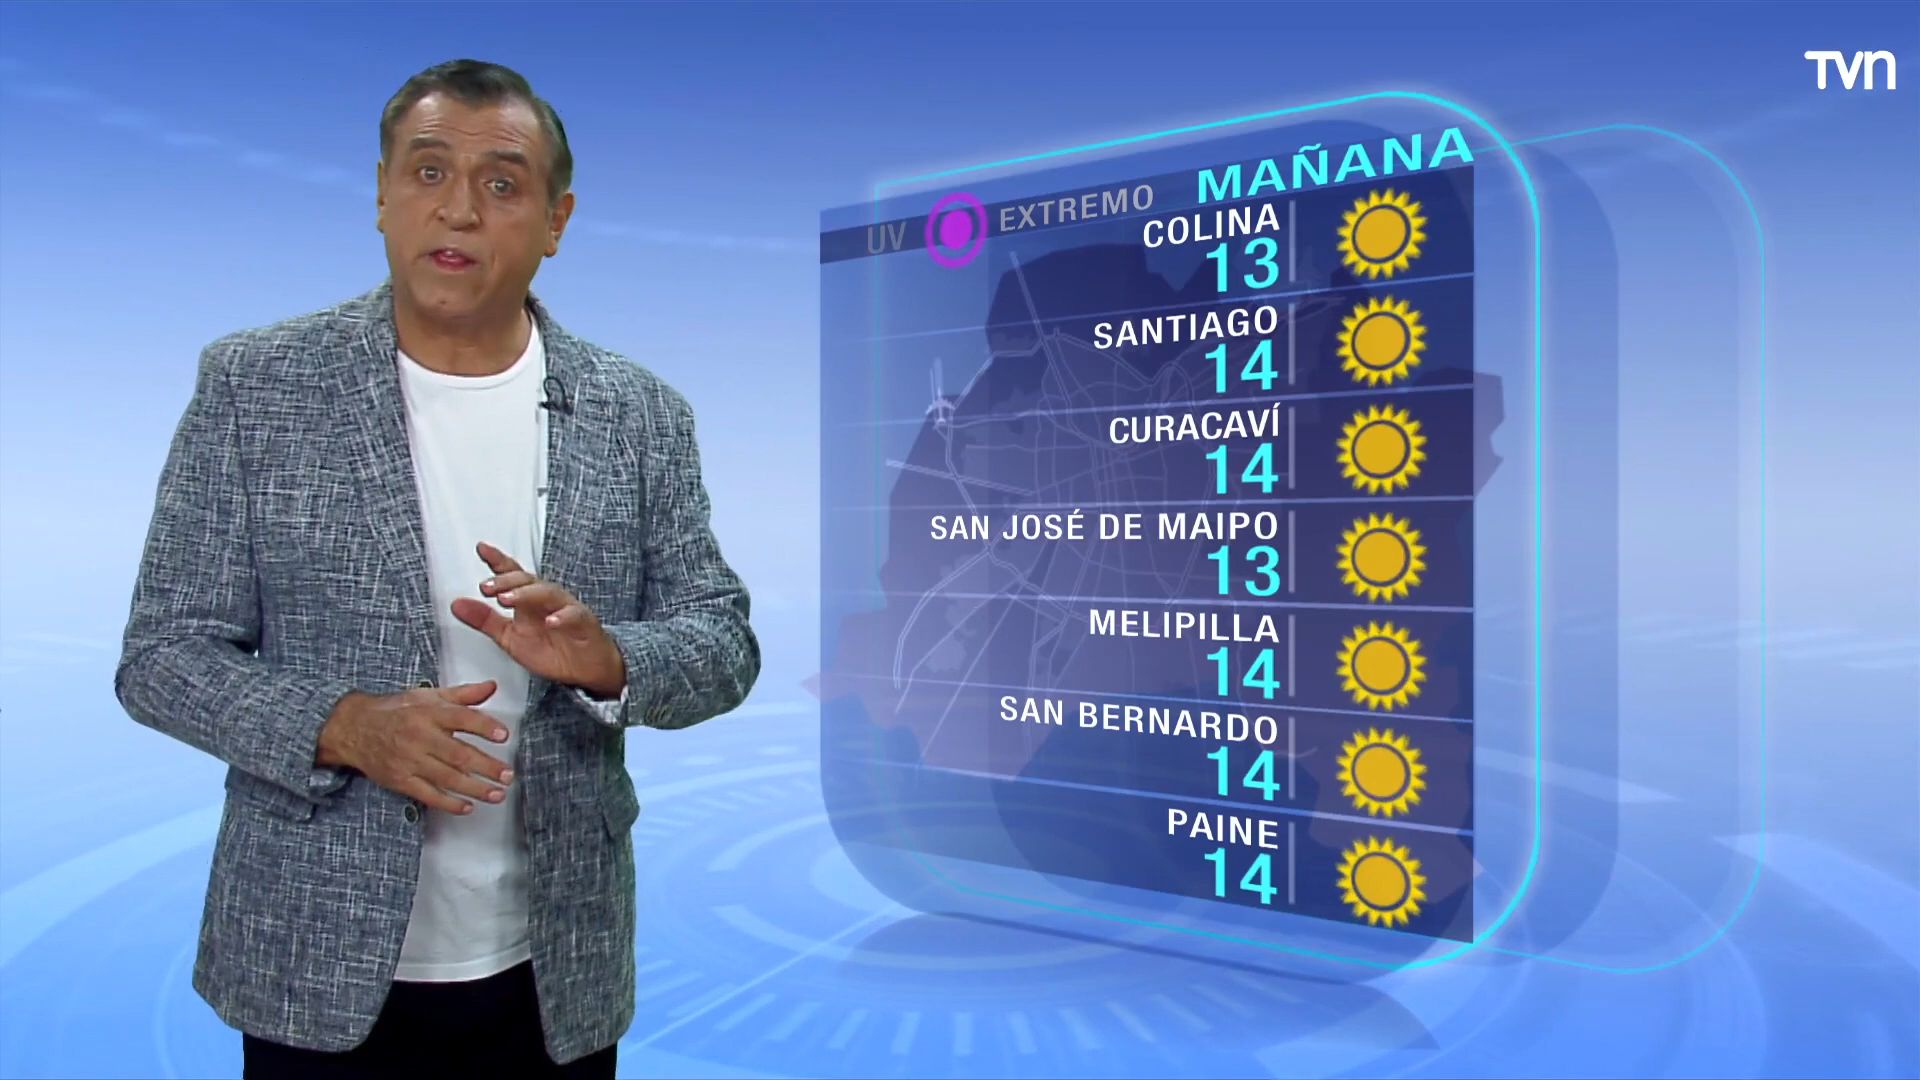 TVN
MAÑANA
UV EXTREMO
COLINA
13
SANTIAGO
14
CURACAVÍ
14
SAN JOSÉ DE MAIPO
13
MELIPILLA
14
SAN BERNARDO
14
PAINE
14